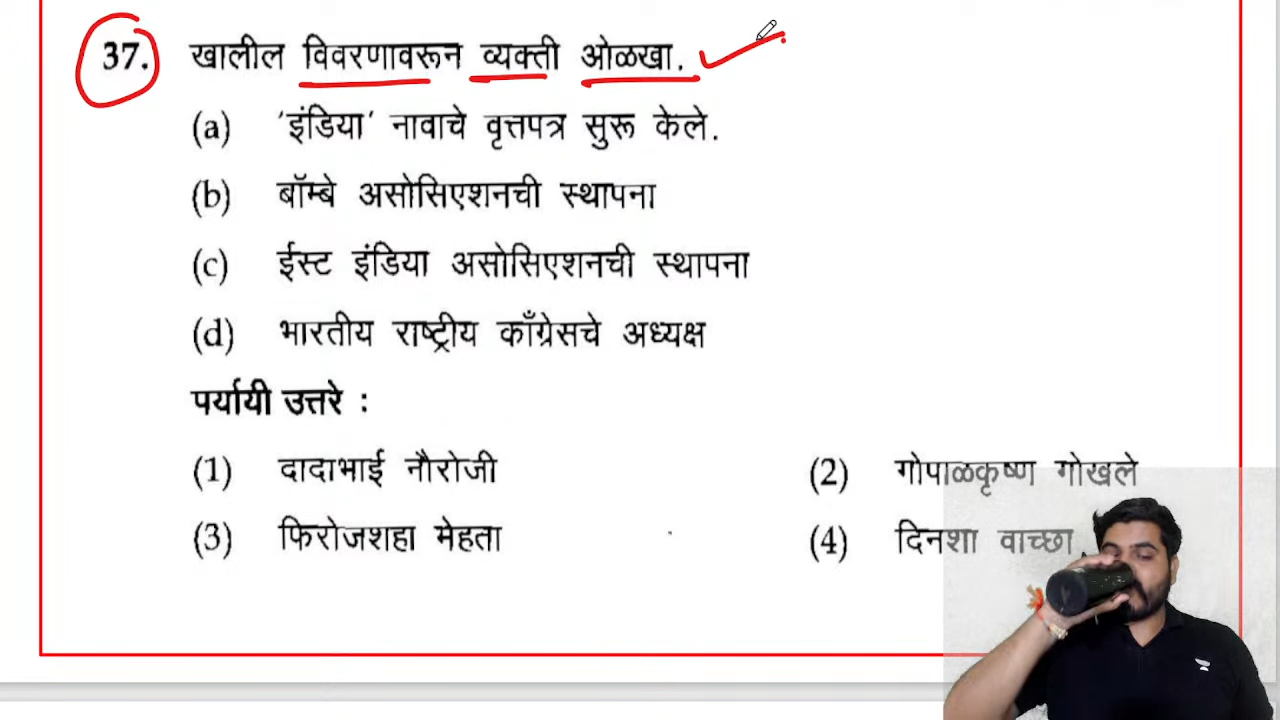 37. खालील विवरणावरून व्यक्ती ओळखा.
(a) 'इंडिया' नावाचे वृत्तपत्र सुरू केले.
(b) बॉम्बे असोसिएशनची स्थापना
(c) ईस्ट इंडिया असोसिएशनची स्थापना
(d) भारतीय राष्ट्रीय काँग्रेसचे अध्यक्ष
पर्यायी उत्तरे :
(1) दादाभाई नौरोजी (2) गोपाळकृष्ण गोखले
(3) फिरोजशहा मेहता (4) दिनशा वाच्छा